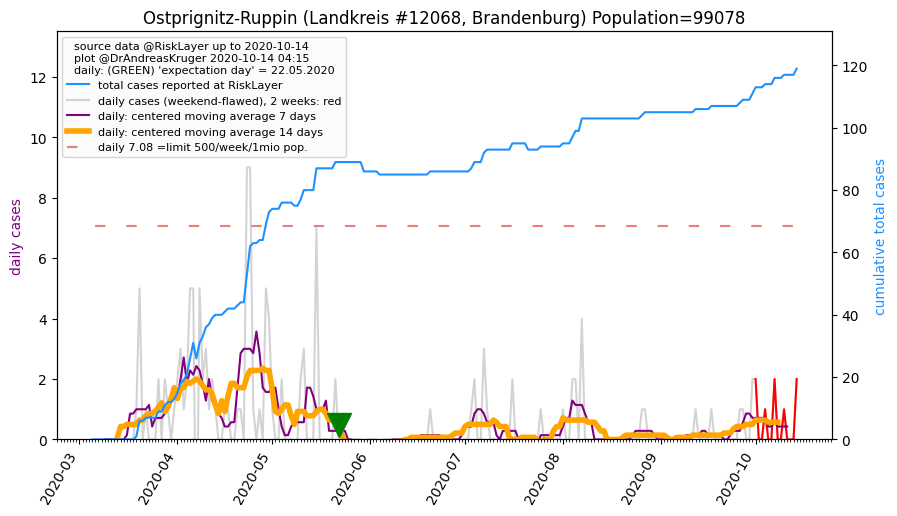 Ostprignitz-Ruppin (Landkreis #12068, Brandenburg) Population=99078
source data @RiskLayer up to 2020-10-14
plot @DrAndreasKruger 2020-10-14 04:15
daily: (GREEN) 'expectation day' = 22.05.2020
total cases reported at RiskLayer
daily cases (weekend-flawed), 2 weeks: red
daily: centered moving average 7 days
daily: centered moving average 14 days
daily 7.08 =limit 500/week/1mio pop.
daily cases
12
10
8
6
4
2
0
120
100
80
60
40
20
0
cumulative total cases
2020-03
2020-04
2020-05
2020-06
2020-07
2020-08
2020-09
2020-10